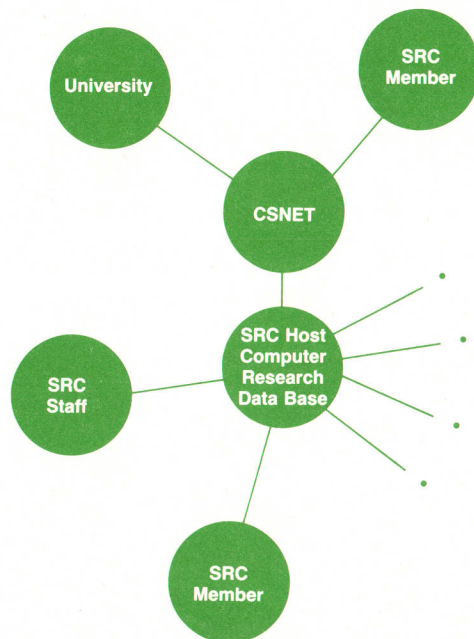 University
SRC
Member
CSNET
SRC Host
Computer
Research
Data Base
SRC
Staff
SRC
Member